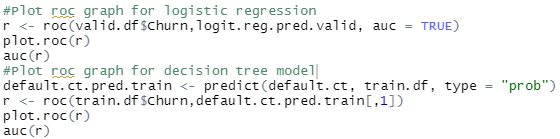 #Plot roc graph for logistic regression
r <- roc(valid.df$Churn,logit.reg.pred.valid, auc = TRUE)
plot.roc(r)
auc(r)
#Plot roc graph for decision tree model
default.ct.pred.train <- predict(default.ct, train.df, type = "prob")
r <- roc(train.df$Churn,default.ct.pred.train[,1])
plot.roc(r)
auc(r)